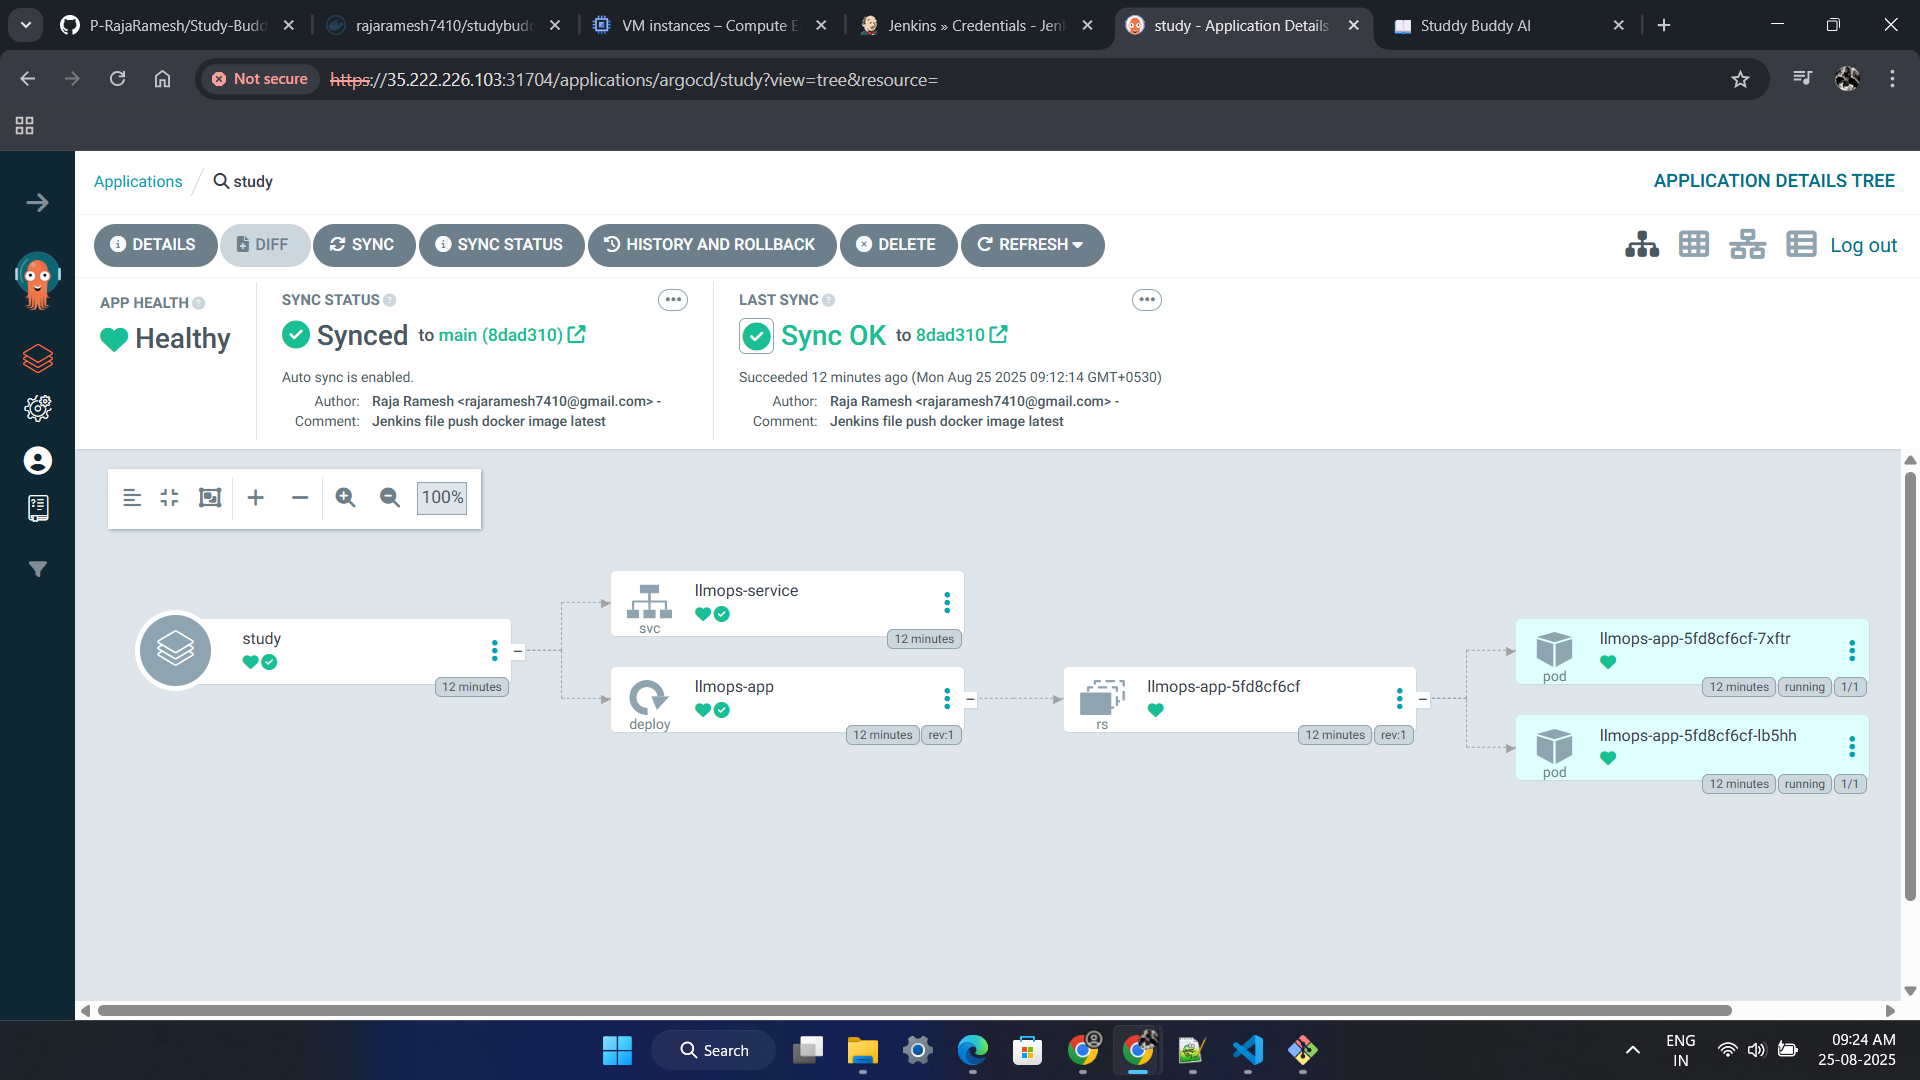 P-RajaRamesh/Study-Budd
rajaramesh7410/studybudd
VM instances – Compute E
Jenkins » Credentials - Jenk
study - Application Details
Studdy Buddy AI
Not secure
https://35.222.226.103:31704/applications/argocd/study?view=tree&resource=
Applications / study
APPLICATION DETAILS TREE
DETAILS
DIFF
SYNC
SYNC STATUS
HISTORY AND ROLLBACK
DELETE
REFRESH
Log out
APP HEALTH
Healthy
SYNC STATUS
Synced to main (8dad310)
Auto sync is enabled.
Author: Raja Ramesh <rajaramesh7410@gmail.com> -
Comment: Jenkins file push docker image latest
LAST SYNC
Sync OK to 8dad310
Succeeded 12 minutes ago (Mon Aug 25 2025 09:12:14 GMT+0530)
Author: Raja Ramesh <rajaramesh7410@gmail.com> -
Comment: Jenkins file push docker image latest
100%
study
12 minutes
llmops-service
svc
12 minutes
llmops-app
deploy
12 minutes
rev:1
llmops-app-5fd8cf6cf
rs
12 minutes
rev:1
llmops-app-5fd8cf6cf-7xftr
pod
12 minutes
running
1/1
llmops-app-5fd8cf6cf-lb5hh
pod
12 minutes
running
1/1
Search
ENG
IN
09:24 AM
25-08-2025